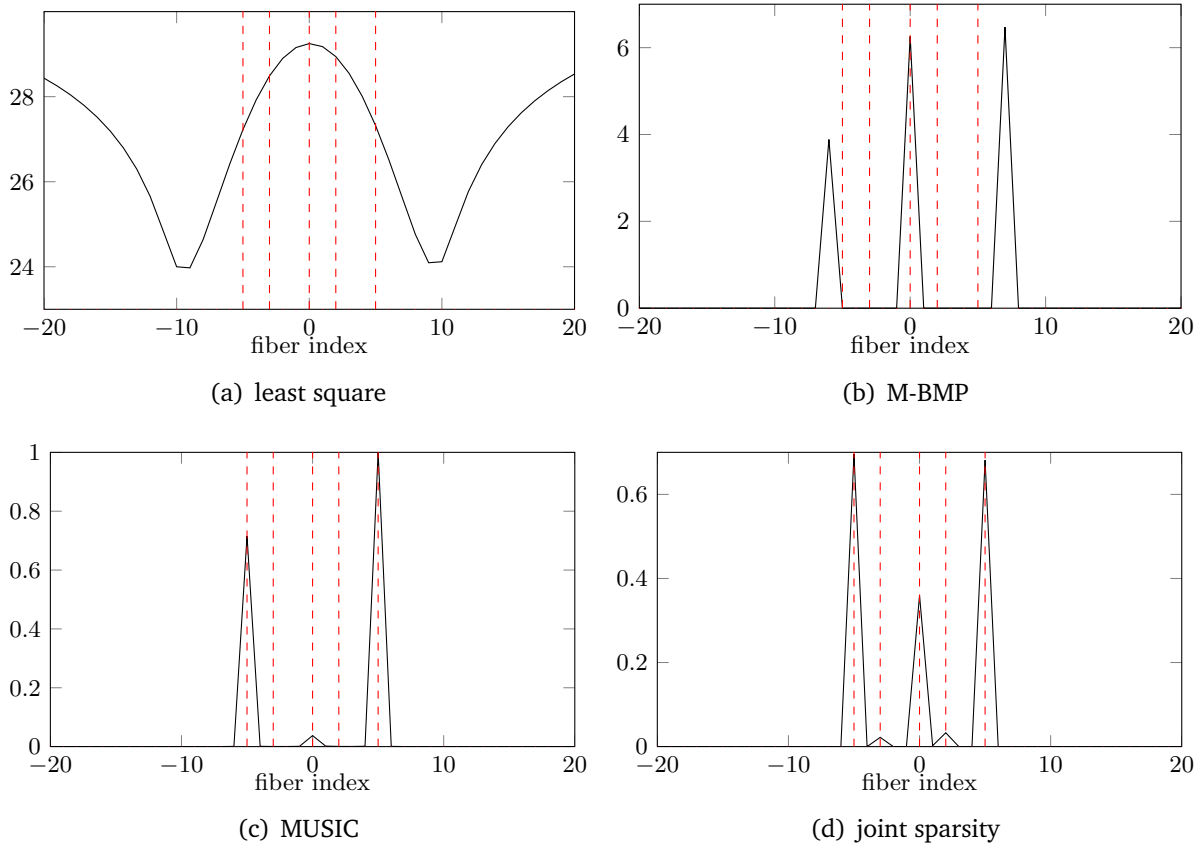 28
26
24
−20 −10 0 10 20
fiber index
(a) least square
6
4
2
0
−20 −10 0 10 20
fiber index
(b) M-BMP
1
0.8
0.6
0.4
0.2
0
−20 −10 0 10 20
fiber index
(c) MUSIC
0.6
0.4
0.2
0
−20 −10 0 10 20
fiber index
(d) joint sparsity